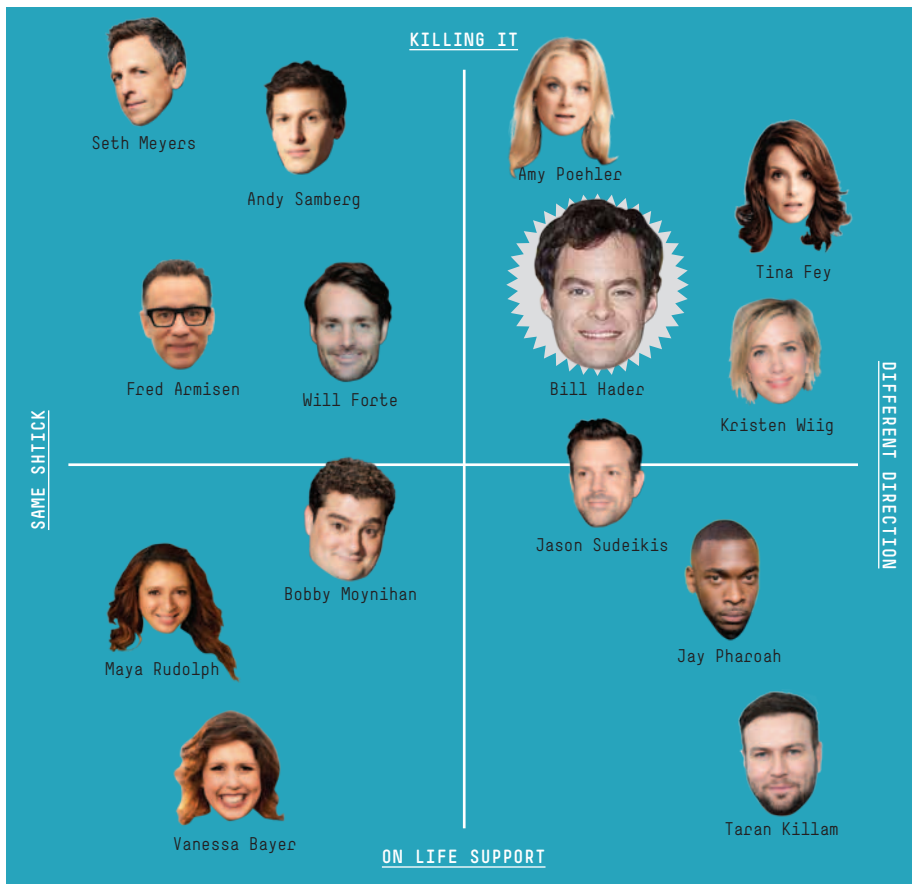 KILLING IT
Seth Meyers
Amy Poehler
Andy Samberg
Tina Fey
Fred Armisen
Will Forte
Bill Hader
Kristen Wiig
SAME SHTICK
DIFFERENT DIRECTION
Jason Sudeikis
Bobby Moynihan
Jay Pharoah
Maya Rudolph
Taran Killam
Vanessa Bayer
ON LIFE SUPPORT